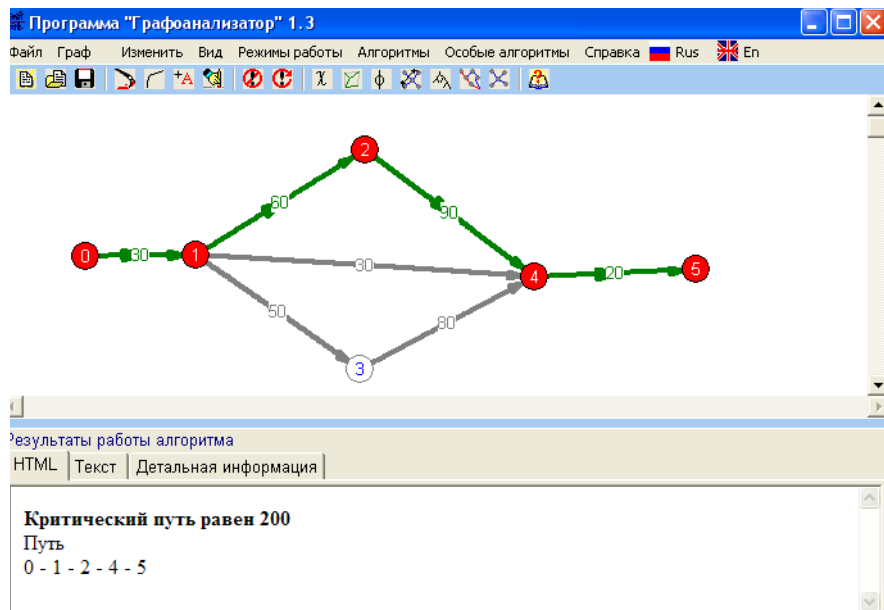 Программа "Графоанализатор" 1.3
Файл Граф Изменить Вид Режимы работы Алгоритмы Особые алгоритмы Справка Rus En
2
60
90
0
30
1
30
4
20
5
50
80
3
Результаты работы алгоритма
HTML Текст Детальная информация
Критический путь равен 200
Путь
0 - 1 - 2 - 4 - 5